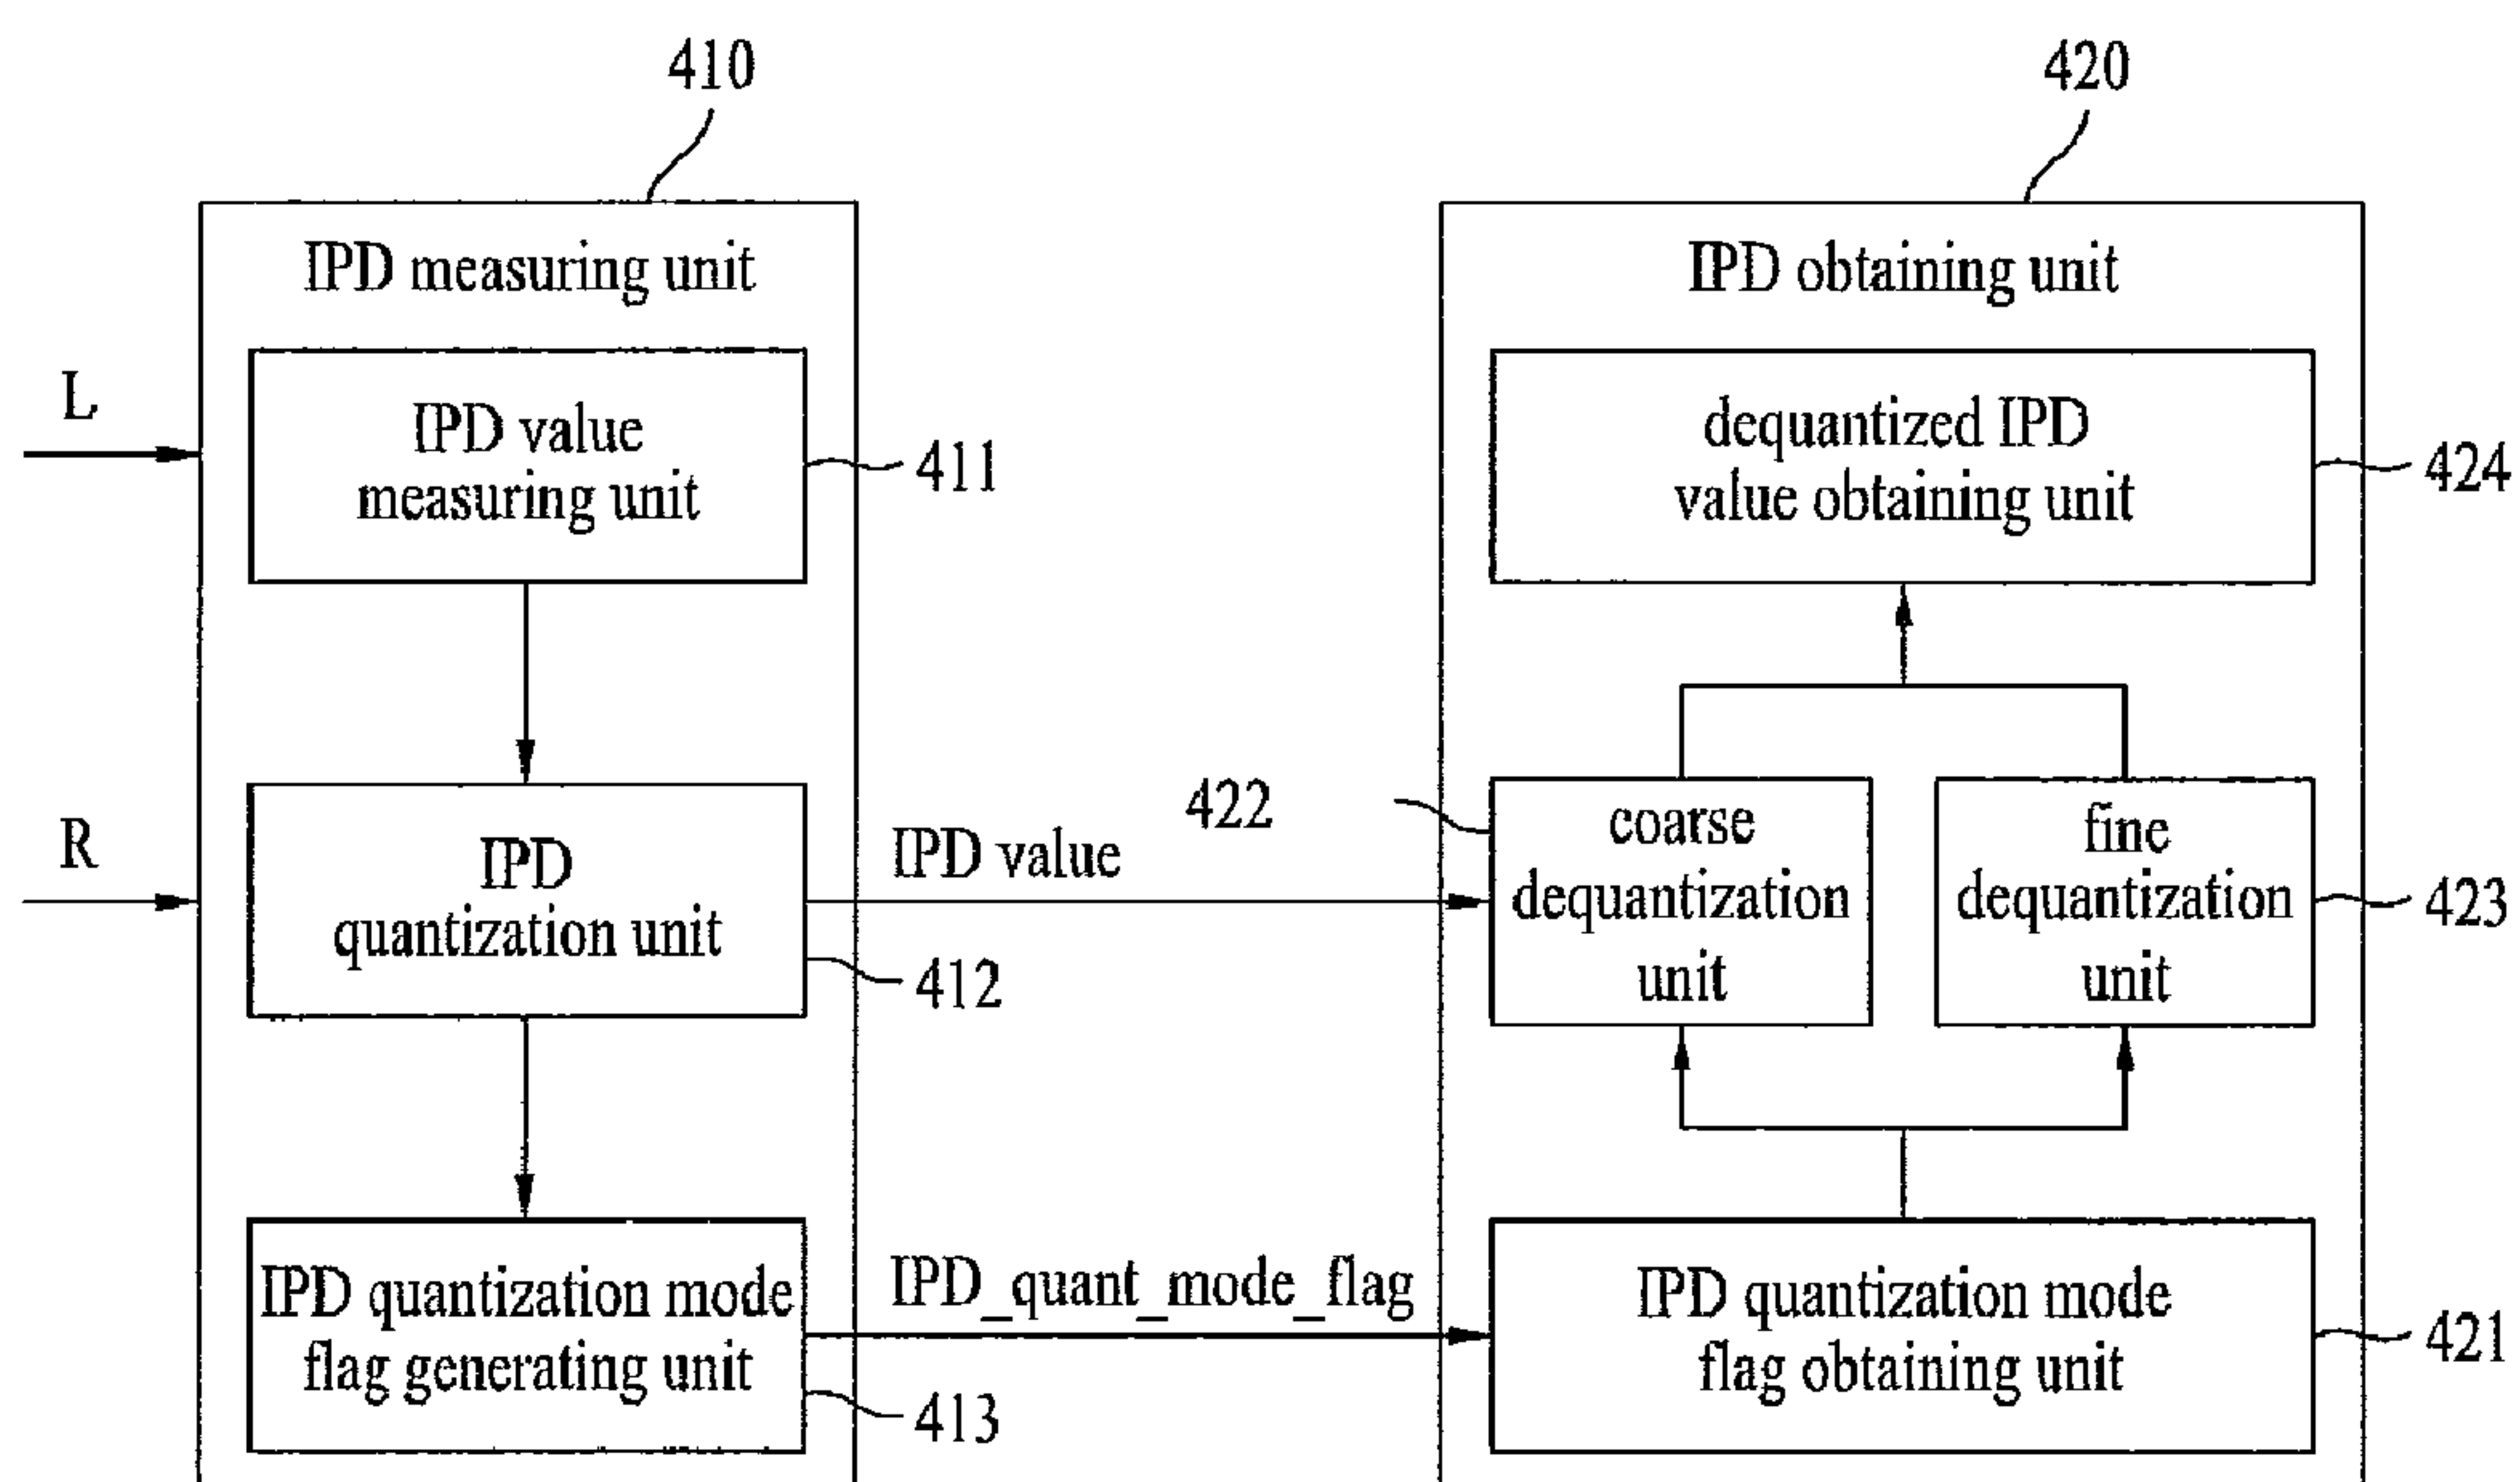 410
420
IPD measuring unit
IPD obtaining unit
L
IPD value
measuring unit
411
dequantized IPD
value obtaining unit
424
R
IPD
quantization unit
412
IPD value
422
coarse
dequantization
unit
fine
dequantization
unit
423
IPD quantization mode
flag generating unit
413
IPD_quant_mode_flag
IPD quantization mode
flag obtaining unit
421